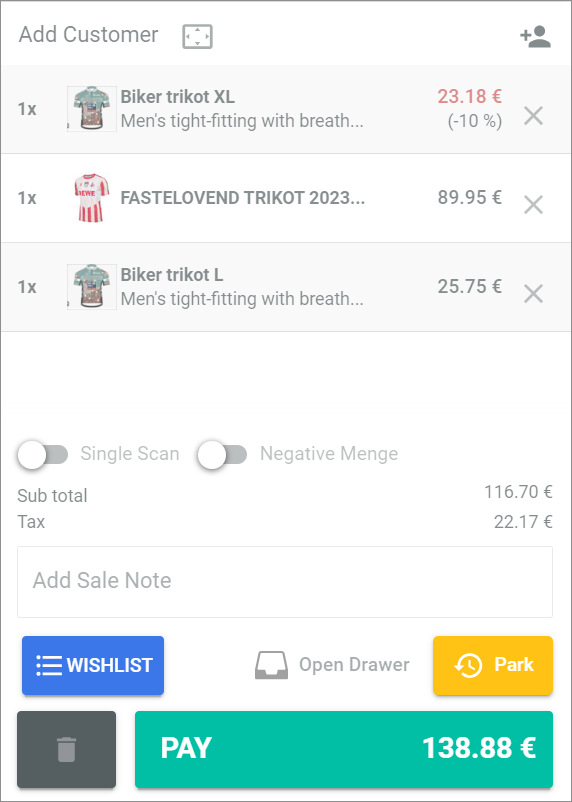 Add Customer
1x
Biker trikot XL
Men's tight-fitting with breath...
23.18 €
(-10 %)
1x
REWE
FASTELOVEND TRIKOT 2023...
89.95 €
1x
Biker trikot L
Men's tight-fitting with breath...
25.75 €
Single Scan
Negative Menge
Sub total 116.70 €
Tax 22.17 €
Add Sale Note
WISHLIST
Open Drawer
Park
PAY 138.88 €